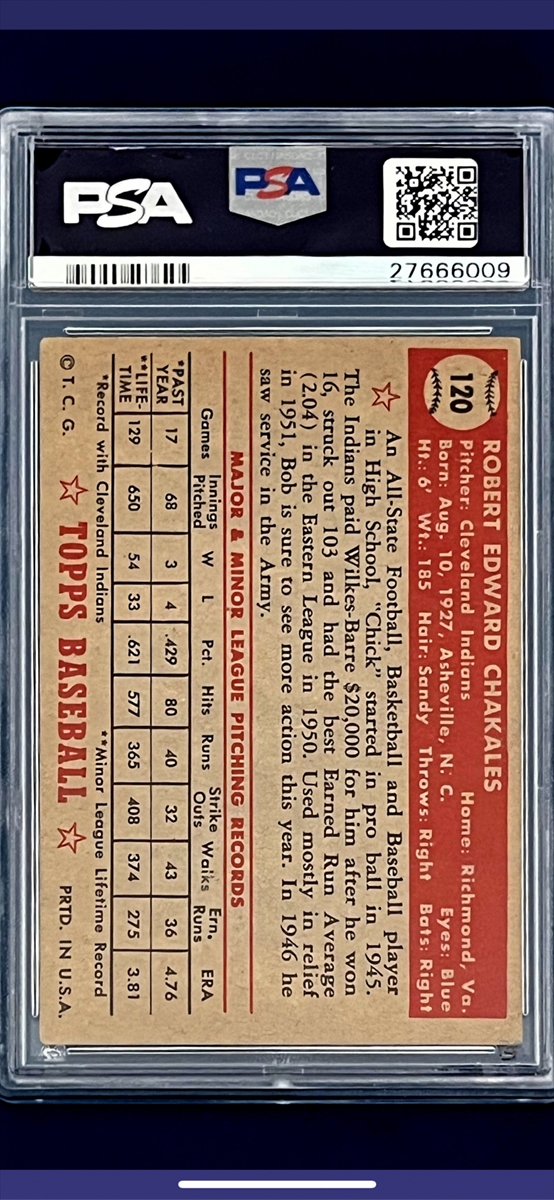 PSA
PSA
27666009
120
ROBERT EDWARD CHAKALES
Pitcher: Cleveland Indians Home: Richmond, Va.
Born: Aug. 10, 1927, Asheville, N. C. Eyes: Blue
Ht.: 6' Wt.: 185 Hair: Sandy Throws: Right Bats: Right
An All-State Football, Basketball and Baseball player
in High School, "Chick" started in pro ball in 1945.
The Indians paid Wilkes-Barre $20,000 for him after he won
16, struck out 103 and had the best Earned Run Average
(2.04) in the Eastern League in 1950. Used mostly in relief
in 1951, Bob is sure to see more action this year. In 1946 he
saw service in the Army.
MAJOR & MINOR LEAGUE PITCHING RECORDS
Games Innings Pitched W L Pct. Hits Runs Strike Outs Walks Ern. Runs ERA
*PAST YEAR 17 68 3 4 .429 80 40 32 43 36 4.76
**LIFE-TIME 129 650 54 33 .621 577 365 408 374 275 3.81
*Record with Cleveland Indians **Minor League Lifetime Record
© T. C. G. TOPPS BASEBALL PRTD. IN U.S.A.